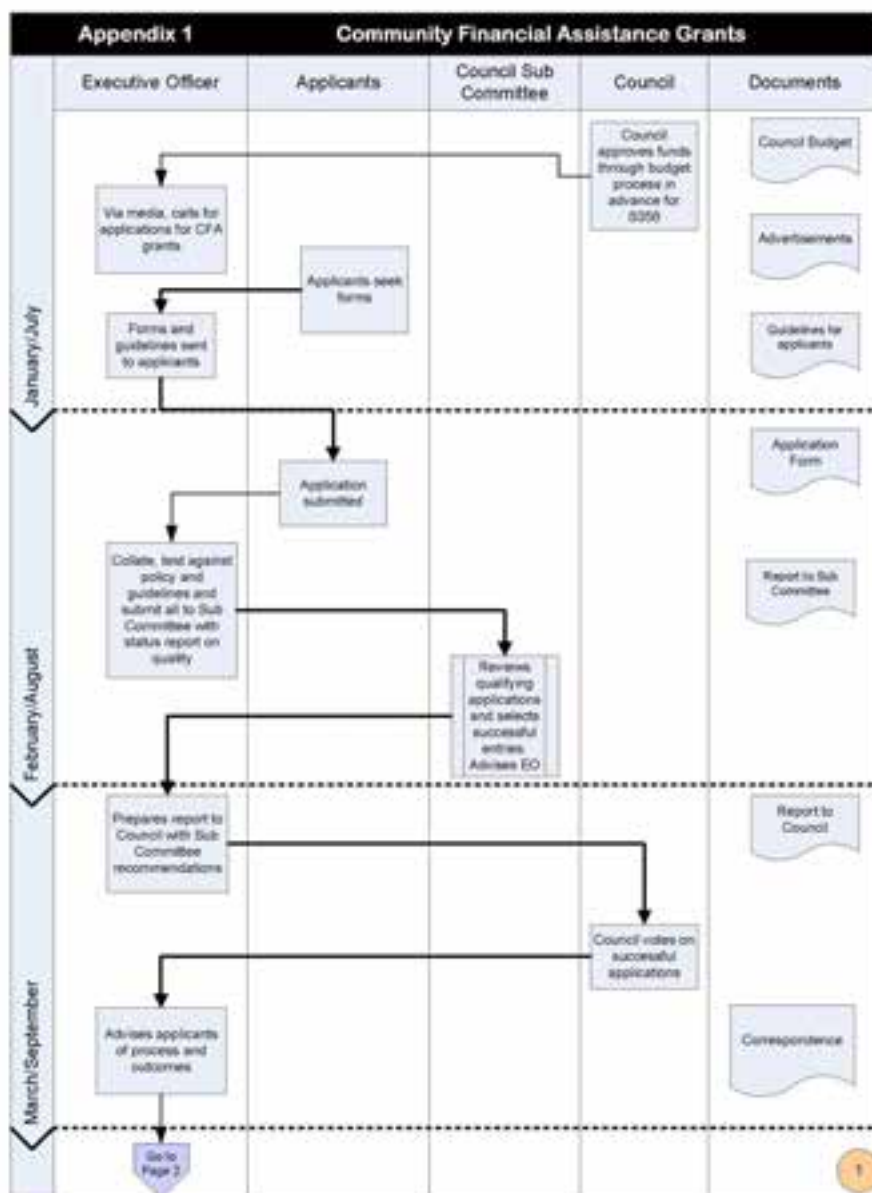 Appendix 1
Community Financial Assistance Grants
Executive Officer
Applicants
Council Sub
Committee
Council
Documents
January/July
Council
approves funds
through budget
process in
advance for
S356
Council Budget
Via media, calls for
applications for CFA
grants
Advertisements
Applicants seek
forms
Forms and
guidelines sent
to applicants
Guidelines for
applicants
February/August
Application
Form
Application
submitted
Collate, test against
policy and
guidelines and
submit all to Sub
Committee with
status report on
quality
Report to Sub
Committee
Reviews
qualifying
applications
and selects
successful
entries
Advises EO
March/September
Prepares report to
Council with Sub
Committee
recommendations
Report to
Council
Council votes on
successful
applications
Advises applicants
of process and
outcomes
Correspondence
Go to
Page 2
1